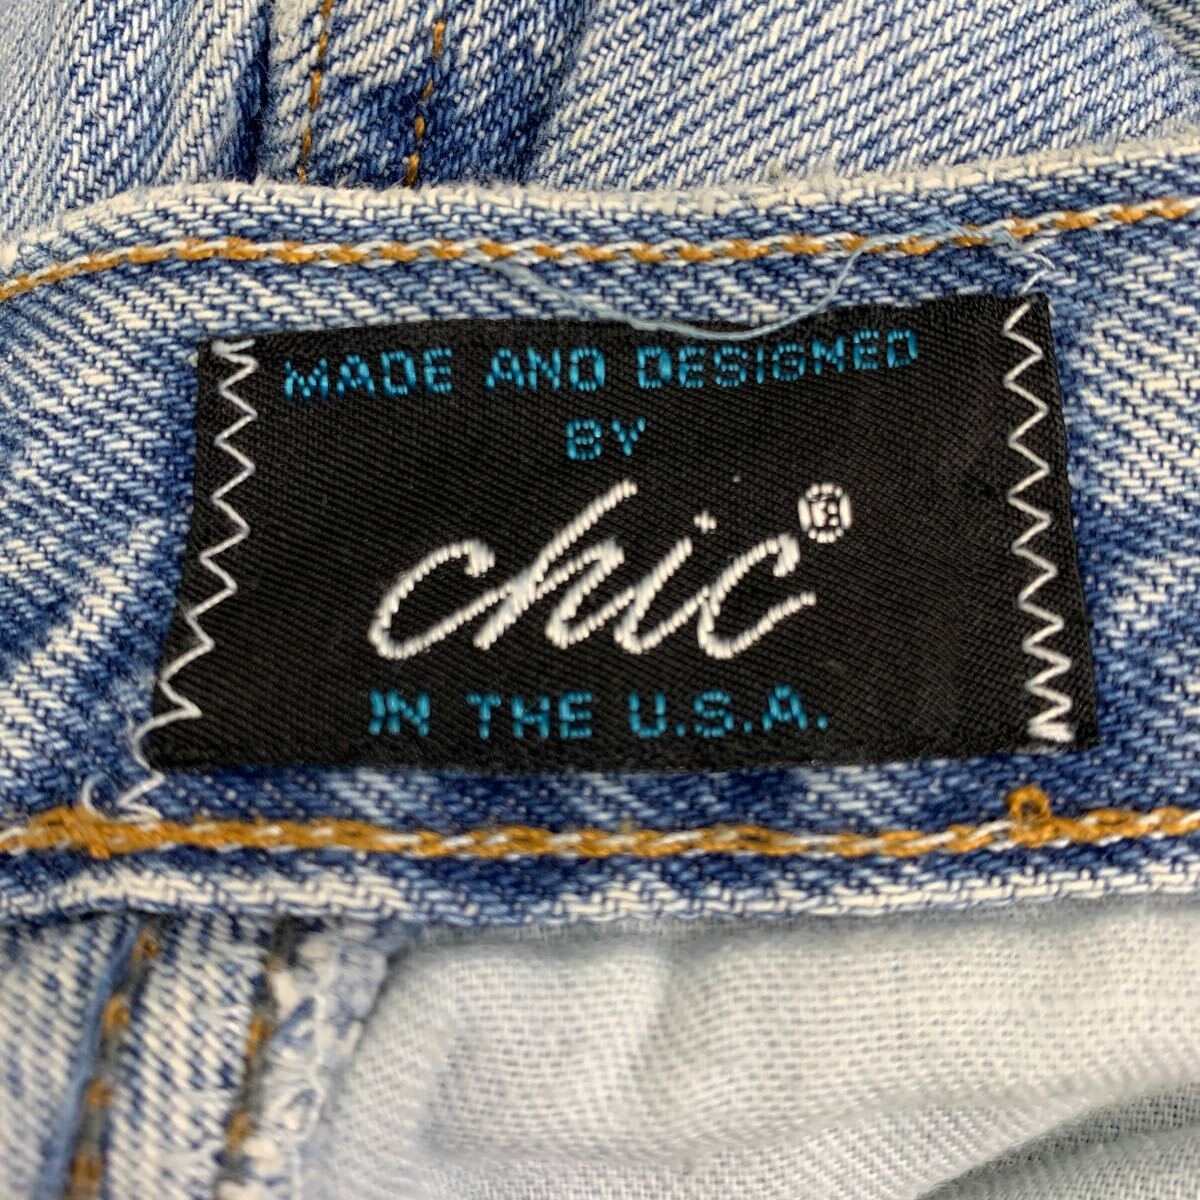 MADE AND DESIGNED
BY
chic®
IN THE U.S.A.